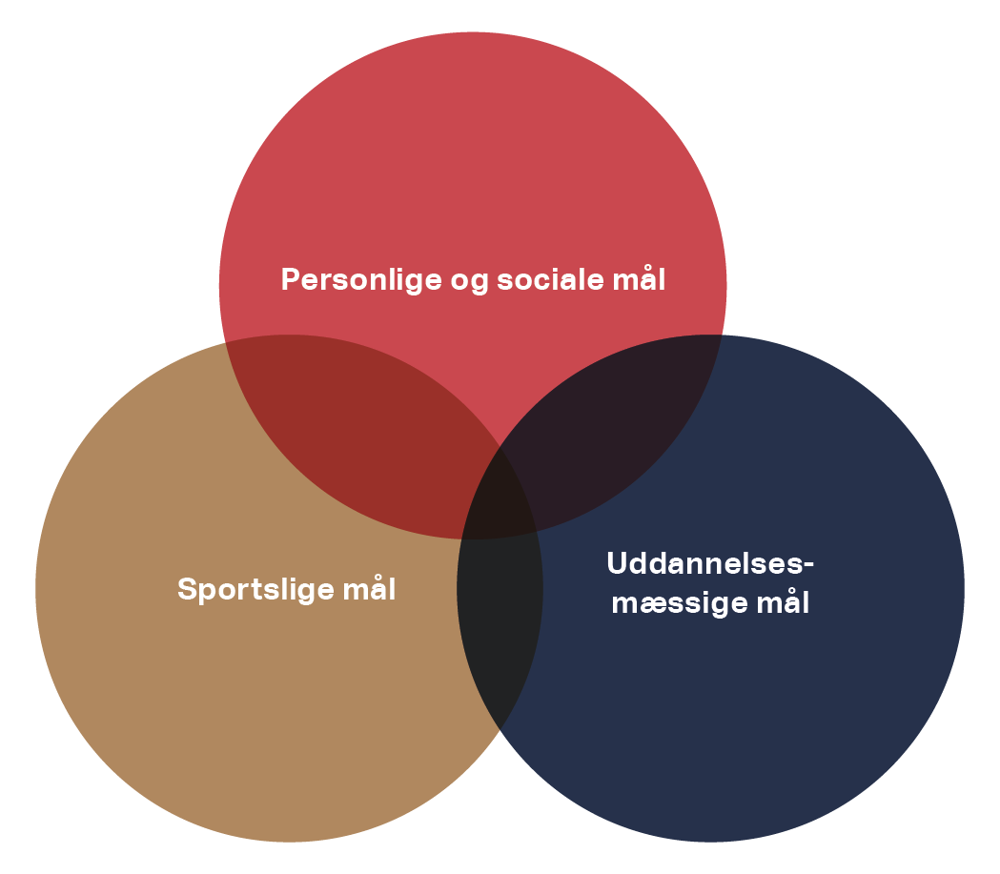 Personlige og sociale mål
Sportslige mål
Uddannelses-
mæssige mål